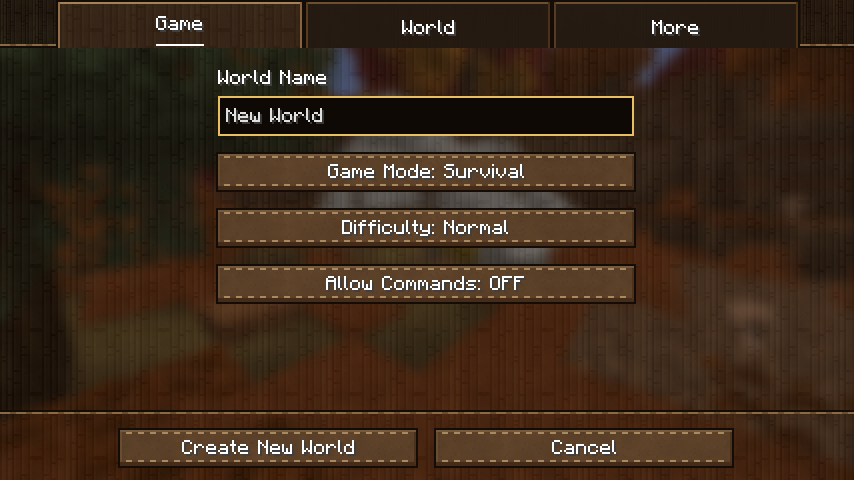 Game
World
More
World Name
New World
Game Mode: Survival
Difficulty: Normal
Allow Commands: OFF
Create New World
Cancel